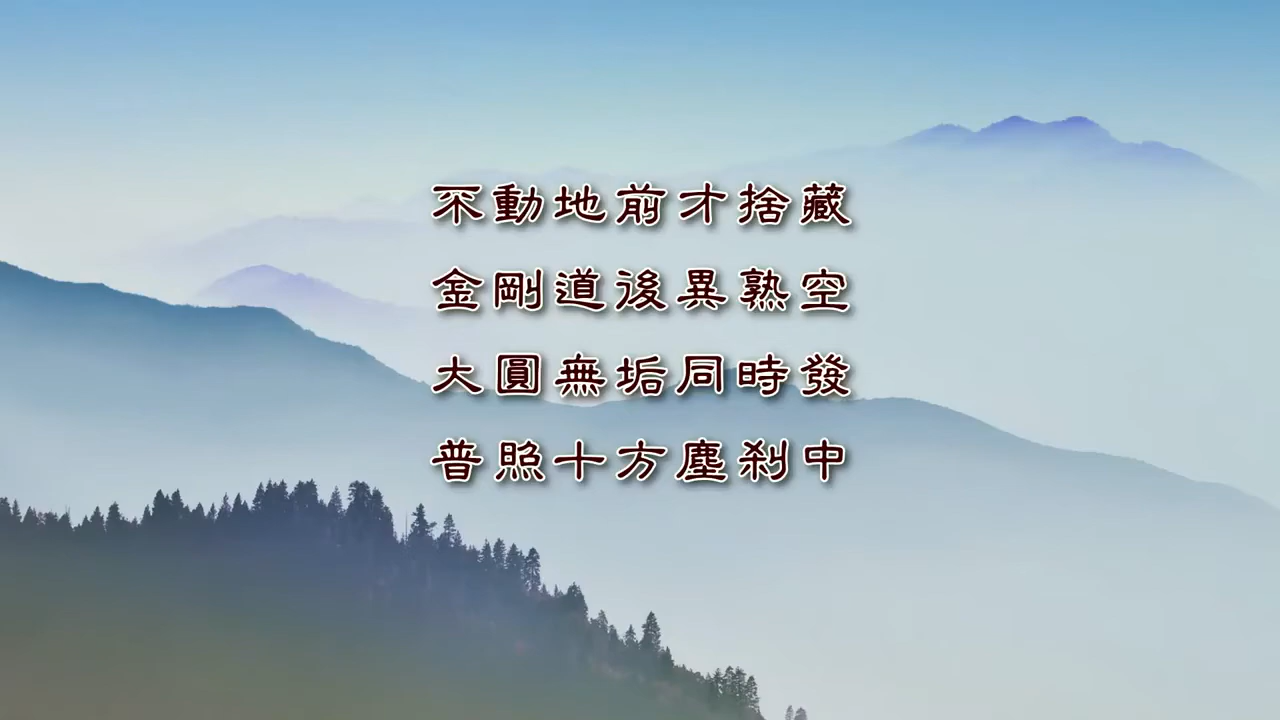 不動地前才捨藏
金剛道後異熟空
大圓無垢同時發
普照十方塵剎中